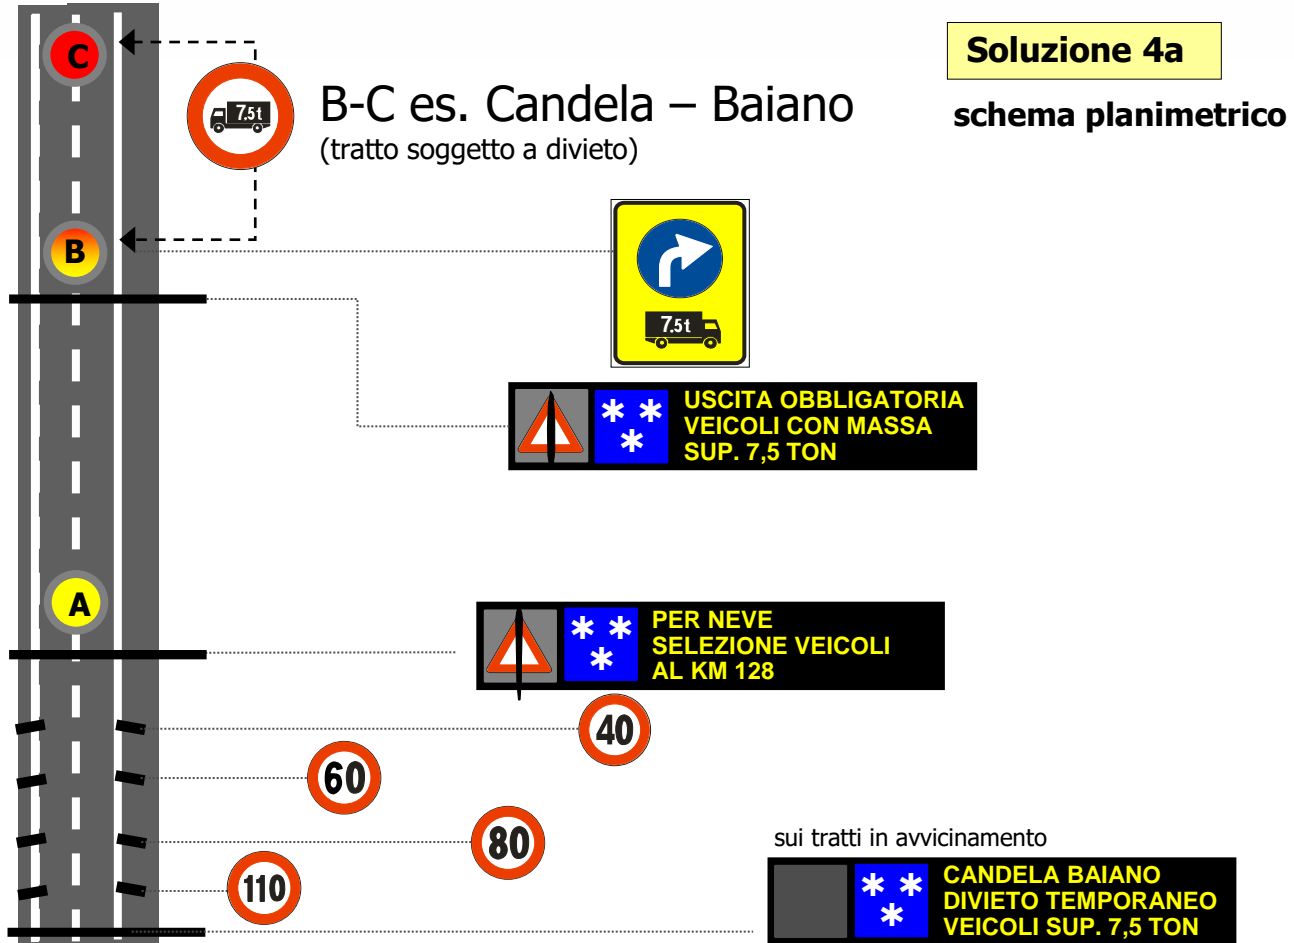 C
Soluzione 4a
7.5t
B-C es. Candela – Baiano
schema planimetrico
(tratto soggetto a divieto)
B
7.5t
USCITA OBBLIGATORIA
VEICOLI CON MASSA
SUP. 7,5 TON
A
PER NEVE
SELEZIONE VEICOLI
AL KM 128
40
60
80
110
sui tratti in avvicinamento
CANDELA BAIANO
DIVIETO TEMPORANEO
VEICOLI SUP. 7,5 TON